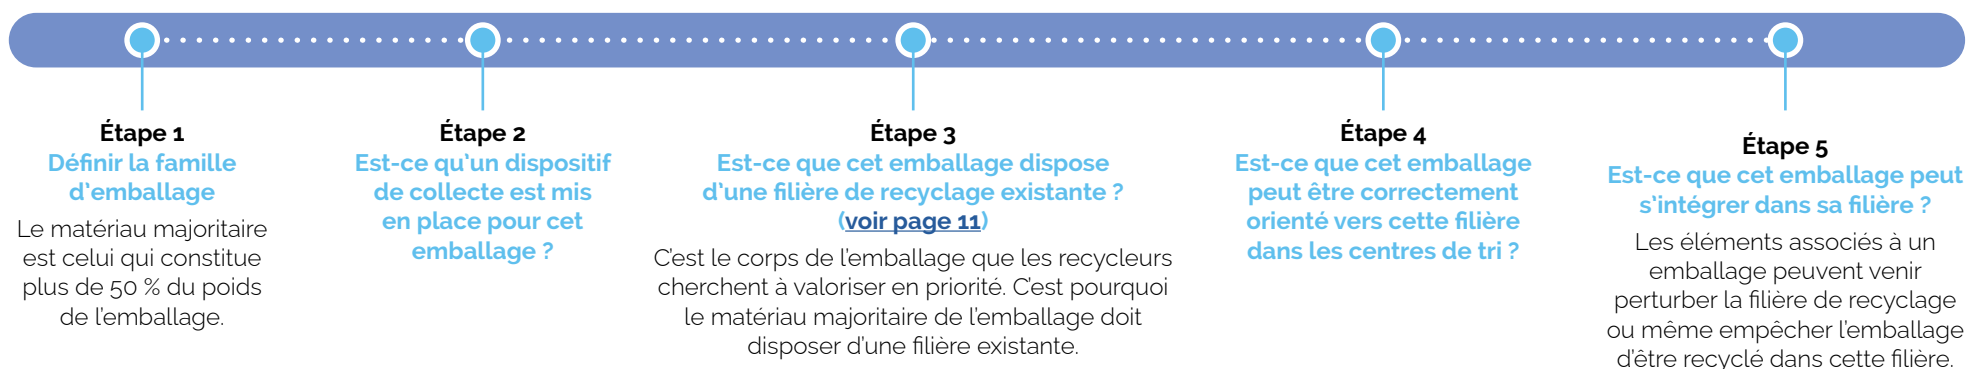 Étape 1
Définir la famille
d'emballage
Le matériau majoritaire
est celui qui constitue
plus de 50 % du poids
de l'emballage.
Étape 2
Est-ce qu'un dispositif
de collecte est mis
en place pour cet
emballage ?
Étape 3
Est-ce que cet emballage dispose
d'une filière de recyclage existante ?
(voir page 11)
C'est le corps de l'emballage que les recycleurs
cherchent à valoriser en priorité. C'est pourquoi
le matériau majoritaire de l'emballage doit
disposer d'une filière existante.
Étape 4
Est-ce que cet emballage
peut être correctement
orienté vers cette filière
dans les centres de tri ?
Étape 5
Est-ce que cet emballage peut
s'intégrer dans sa filière ?
Les éléments associés à un
emballage peuvent venir
perturber la filière de recyclage
ou même empêcher l'emballage
d'être recyclé dans cette filière.